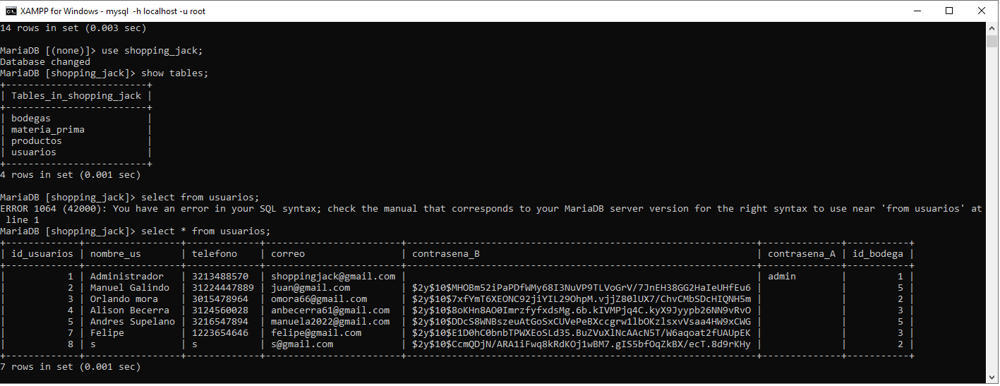 XAMPP for Windows - mysql  -h localhost -u root
14 rows in set (0.003 sec)
MariaDB [(none)]> use shopping_jack;
Database changed
MariaDB [shopping_jack]> show tables;
+-------------------------+
| Tables_in_shopping_jack |
+-------------------------+
| bodegas                 |
| materia_prima           |
| productos               |
| usuarios                |
+-------------------------+
4 rows in set (0.001 sec)
MariaDB [shopping_jack]> select from usuarios;
ERROR 1064 (42000): You have an error in your SQL syntax; check the manual that corresponds to your MariaDB server version for the right syntax to use near 'from usuarios' at
 line 1
MariaDB [shopping_jack]> select * from usuarios;
+-------------+-----------------+-------------+-------------------------+--------------------------------------------------------------+--------------+-----------+
| id_usuarios | nombre_us       | telefono    | correo                  | contrasena_B                                                 | contrasena_A | id_bodega |
+-------------+-----------------+-------------+-------------------------+--------------------------------------------------------------+--------------+-----------+
|           1 | Administrador   | 3213488570  | shoppingjack@gmail.com  |                                                              | admin        |         1 |
|           2 | Manuel Galindo  | 31224447889 | juan@gmail.com          | $2y$10$MHOBm52iPaPDfWMy68I3NuVP9TLVoGrV/7JnEH38GG2HaIeUHfEu6 |              |         5 |
|           3 | Orlando mora    | 3015478964  | omora66@gmail.com       | $2y$10$7xfYmT6XEONC92jiYIL29OhpM.vjjZ80lUX7/ChvCMbSDcHIQNH5m |              |         2 |
|           4 | Alison Becerra  | 3124560028  | anbecerra61@gmail.com   | $2y$10$8oKHn8AO0ImrzfyfxdsMg.6b.kIVMPjq4C.kyX9Jyypb26NN9vRvO |              |         3 |
|           5 | Andres Supelano | 3216547894  | manuela2022@gmail.com   | $2y$10$DDcS8WNBszeuAtGoSxCUVePeBXccgrw1lbOKzlsxvVsaa4HW9xCWG |              |         5 |
|           7 | Felipe          | 1223654646  | felipe@gmail.com        | $2y$10$E1D0hC0bnbTPWXEoSLd35.BuZVuXlNcAAcN5T/W6aqoat2fUAUpEK |              |         3 |
|           8 | s               | s           | s@gmail.com             | $2y$10$CcmQDjN/ARA1iFwq8kRdKOj1wBM7.gIS5bfOqZkBX/ecT.8d9rKHy |              |         2 |
+-------------+-----------------+-------------+-------------------------+--------------------------------------------------------------+--------------+-----------+
7 rows in set (0.001 sec)